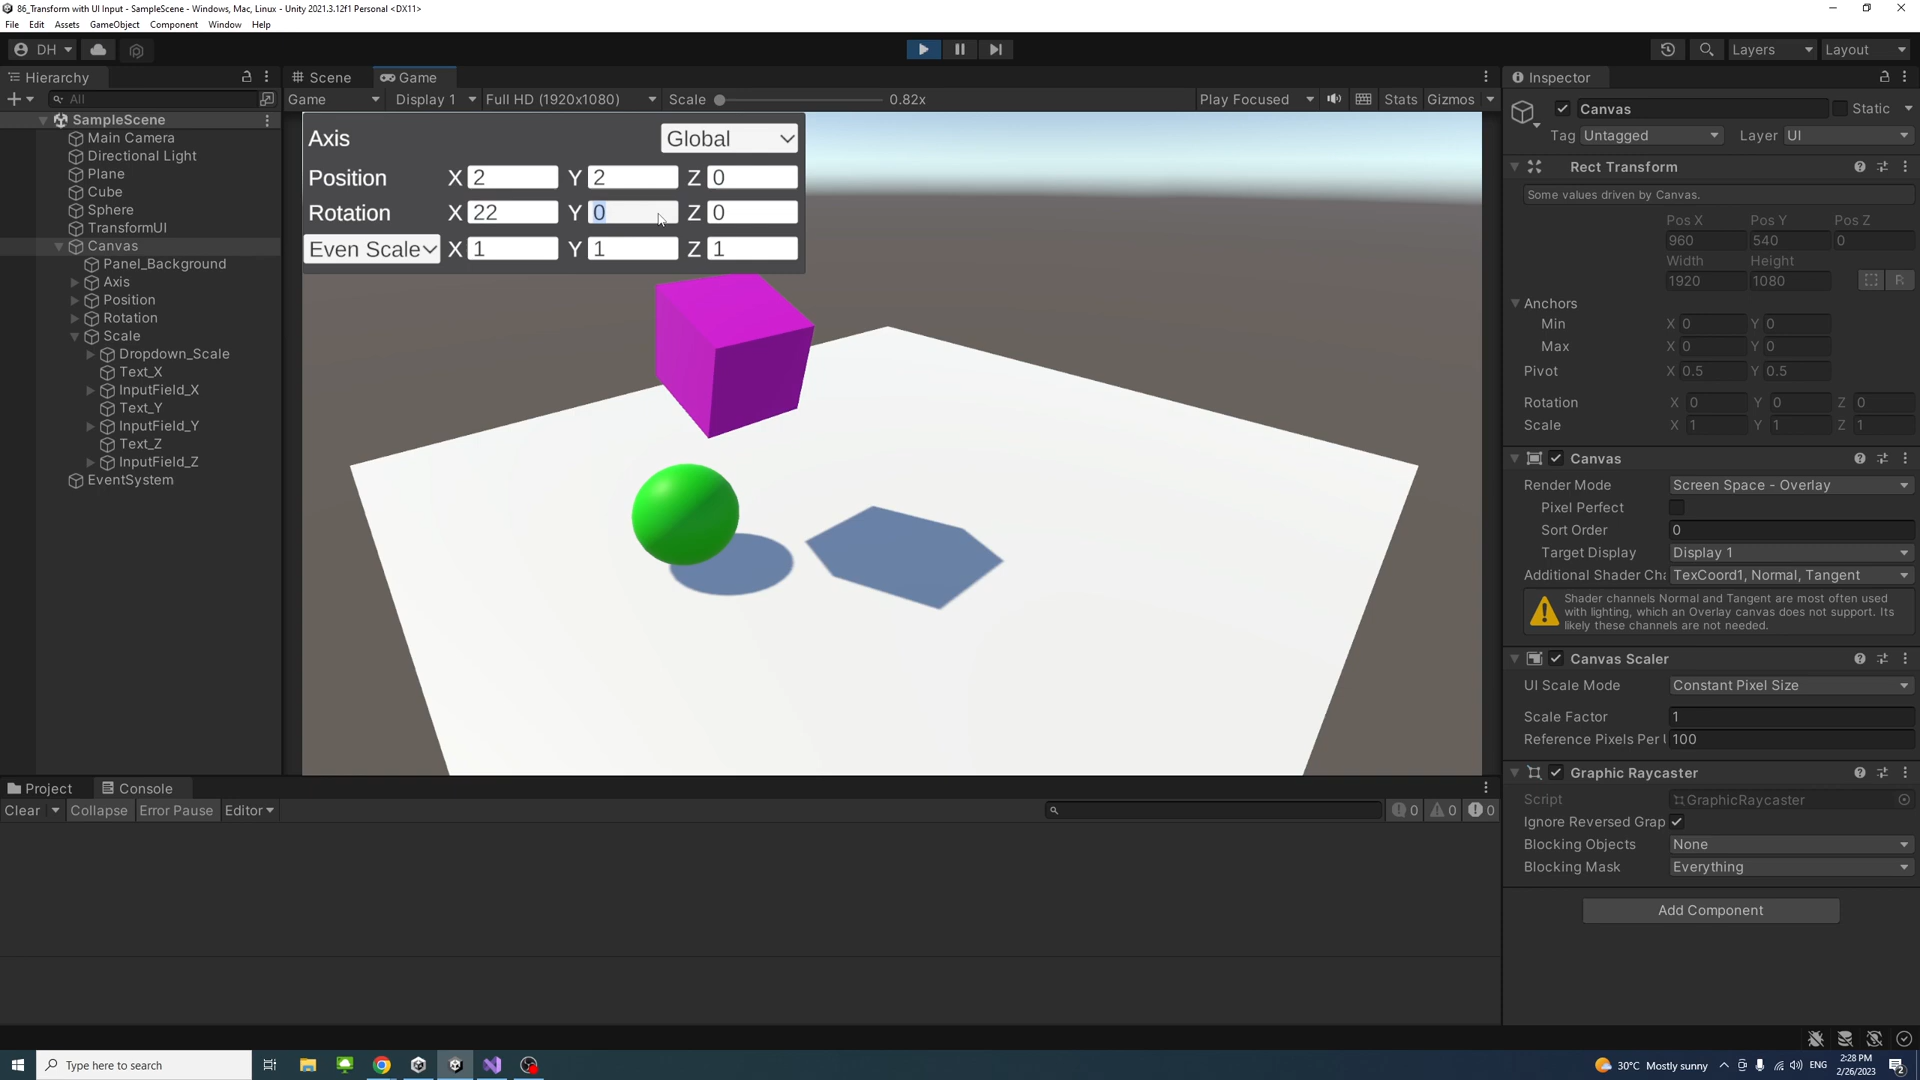 86_Transform with UI Input - SampleScene - Windows, Mac, Linux - Unity 2021.3.12f1 Personal <DX11>
File Edit Assets GameObject Component Window Help
DH Layers Layout
Hierarchy
All
SampleScene
Main Camera
Directional Light
Plane
Cube
Sphere
TransformUI
Canvas
Panel_Background
Axis
Position
Rotation
Scale
Dropdown_Scale
Text_X
InputField_X
Text_Y
InputField_Y
Text_Z
InputField_Z
EventSystem
Scene Game
Game Display 1 Full HD (1920x1080) Scale 0.82x Play Focused Stats Gizmos
Axis Global
Position X 2 Y 2 Z 0
Rotation X 22 Y 0 Z 0
Even Scale X 1 Y 1 Z 1
Project Console
Clear Collapse Error Pause Editor 0 0 0
Inspector
Canvas Static
Tag Untagged Layer UI
Rect Transform
Some values driven by Canvas.
Pos X Pos Y Pos Z
960 540 0
Width Height
1920 1080 R
Anchors
Min X 0 Y 0
Max X 0 Y 0
Pivot X 0.5 Y 0.5
Rotation X 0 Y 0 Z 0
Scale X 1 Y 1 Z 1
Canvas
Render Mode Screen Space - Overlay
Pixel Perfect
Sort Order 0
Target Display Display 1
Additional Shader Cha TexCoord1, Normal, Tangent
Shader channels Normal and Tangent are most often used
with lighting, which an Overlay canvas does not support. Its
likely these channels are not needed.
Canvas Scaler
UI Scale Mode Constant Pixel Size
Scale Factor 1
Reference Pixels Per U 100
Graphic Raycaster
Script GraphicRaycaster
Ignore Reversed Grap
Blocking Objects None
Blocking Mask Everything
Add Component
Type here to search
30°C Mostly sunny ENG 2:28 PM
2/26/2023 2